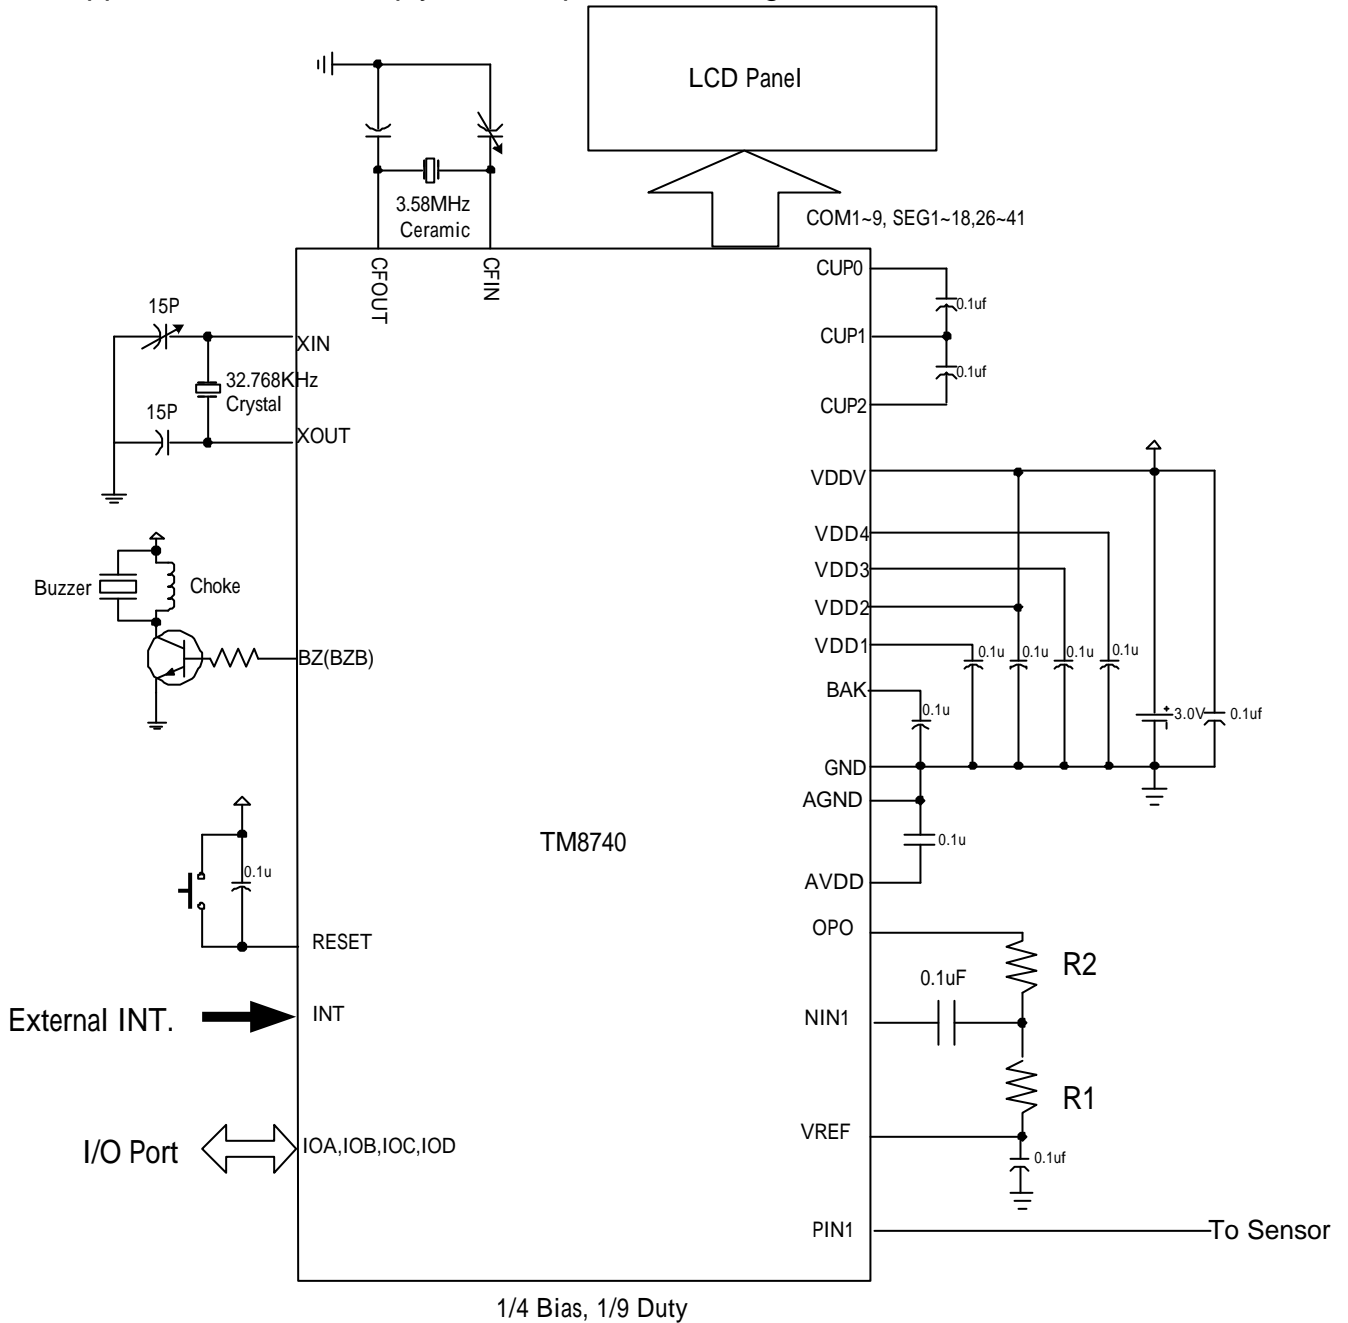 LCD Panel
3.58MHz
Ceramic
COM1~9, SEG1~18,26~41
CFOUT
CFIN
CUP0
0.1uf
CUP1
0.1uf
CUP2
15P
XIN
32.768KHz
Crystal
15P
XOUT
VDDV
VDD4
VDD3
VDD2
VDD1
0.1u
0.1u
0.1u
0.1u
BAK
0.1u
+
3.0V
0.1uf
GND
AGND
0.1u
AVDD
Buzzer
Choke
BZ(BZB)
TM8740
0.1u
RESET
OPO
R2
0.1uF
External INT.
INT
NIN1
R1
VREF
0.1uf
I/O Port
IOA,IOB,IOC,IOD
PIN1
To Sensor
1/4 Bias, 1/9 Duty